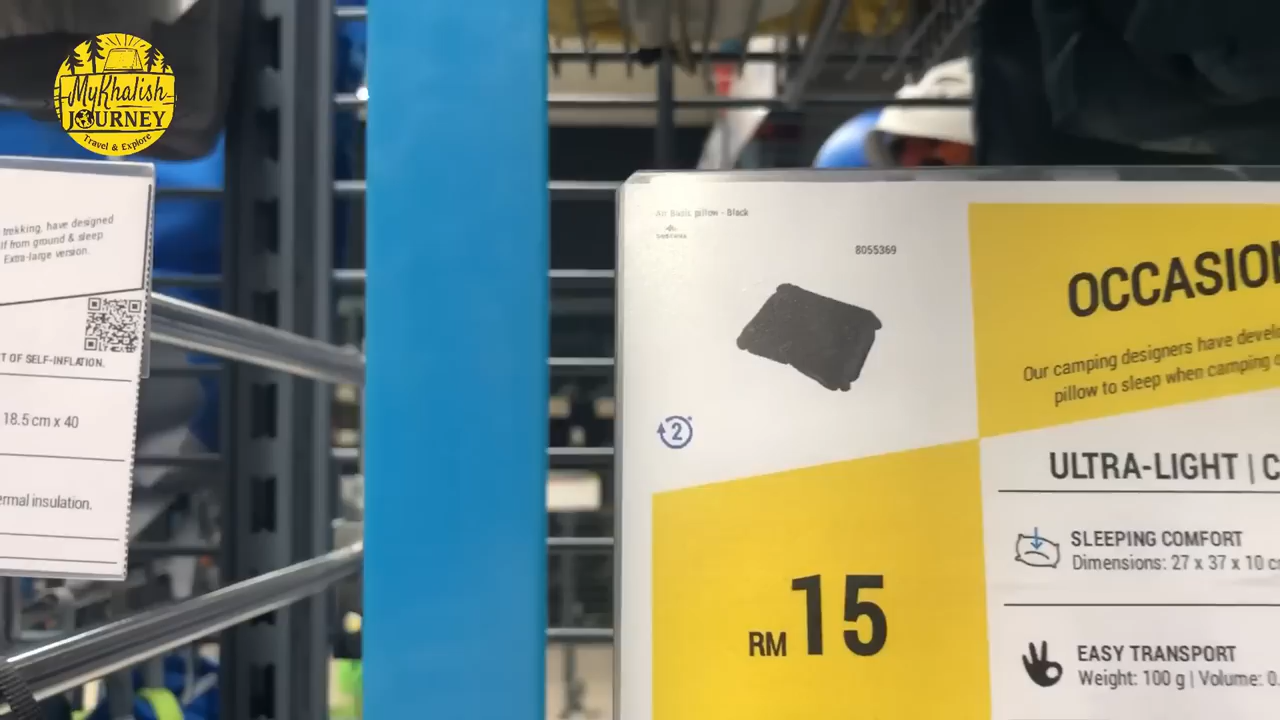 MyKhalish
JOURNEY
Travel & Explore
trekking, have designed
lf from ground & sleep
Extra-large version.
T OF SELF-INFLATION.
18.5 cm x 40
ermal insulation.
Air Basic pillow - Black
8055369
2
RM 15
OCCASION
Our camping designers have develo
pillow to sleep when camping o
ULTRA-LIGHT | C
SLEEPING COMFORT
Dimensions: 27 x 37 x 10 c
EASY TRANSPORT
Weight: 100 g | Volume: 0.